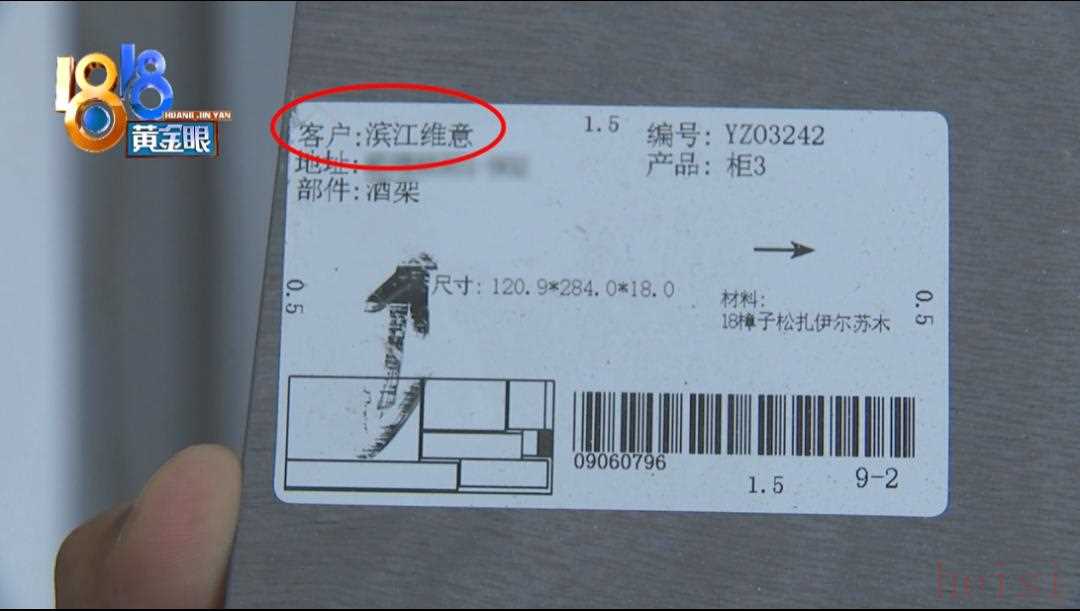 1818
HUANG JIN YAN
黄金眼
客户:滨江维意
1.5
编号: YZ03242
地址:
产品: 柜3
部件:酒架
0.5
尺寸: 120.9*284.0*18.0
材料:
18樟子松扎伊尔苏木
0.5
09060796
1.5
9-2
heisi